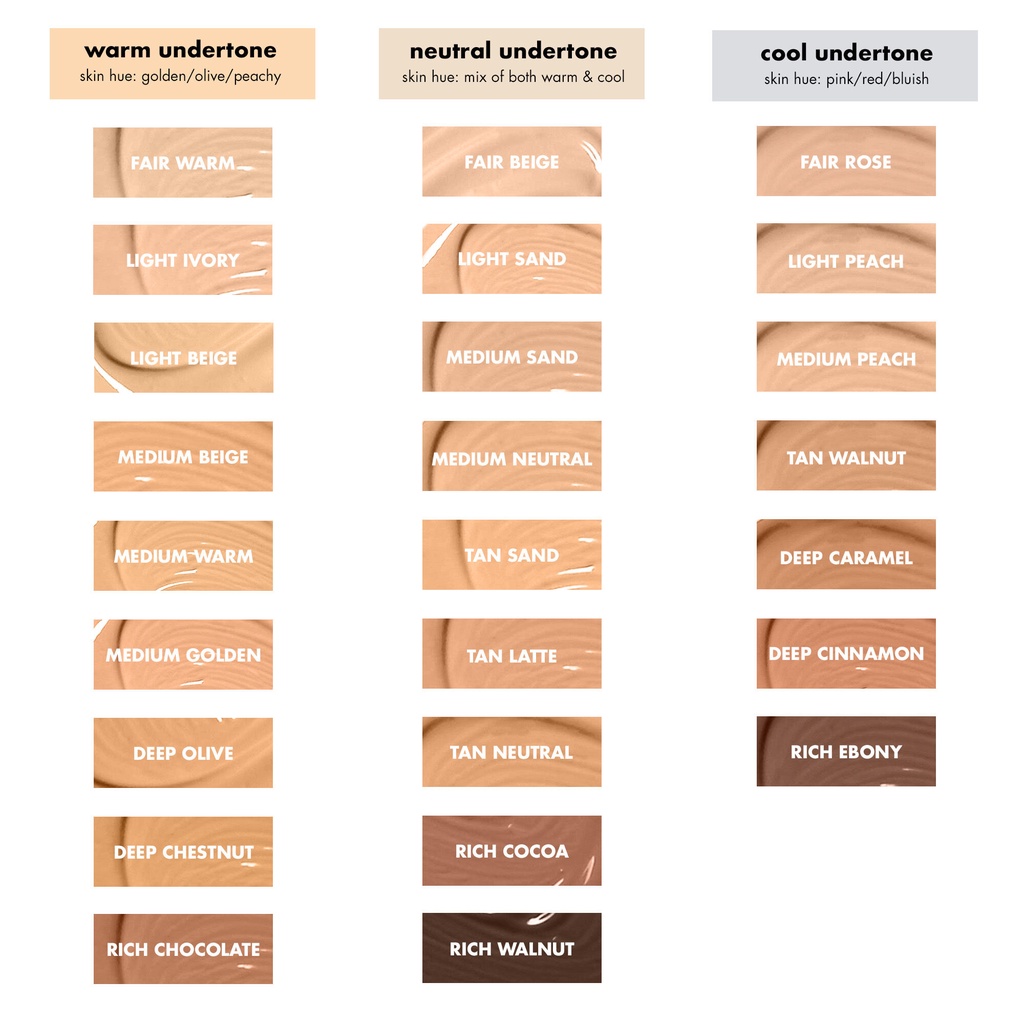 warm undertone
skin hue: golden/olive/peachy
FAIR WARM
LIGHT IVORY
LIGHT BEIGE
MEDIUM BEIGE
MEDIUM WARM
MEDIUM GOLDEN
DEEP OLIVE
DEEP CHESTNUT
RICH CHOCOLATE
neutral undertone
skin hue: mix of both warm & cool
FAIR BEIGE
LIGHT SAND
MEDIUM SAND
MEDIUM NEUTRAL
TAN SAND
TAN LATTE
TAN NEUTRAL
RICH COCOA
RICH WALNUT
cool undertone
skin hue: pink/red/bluish
FAIR ROSE
LIGHT PEACH
MEDIUM PEACH
TAN WALNUT
DEEP CARAMEL
DEEP CINNAMON
RICH EBONY